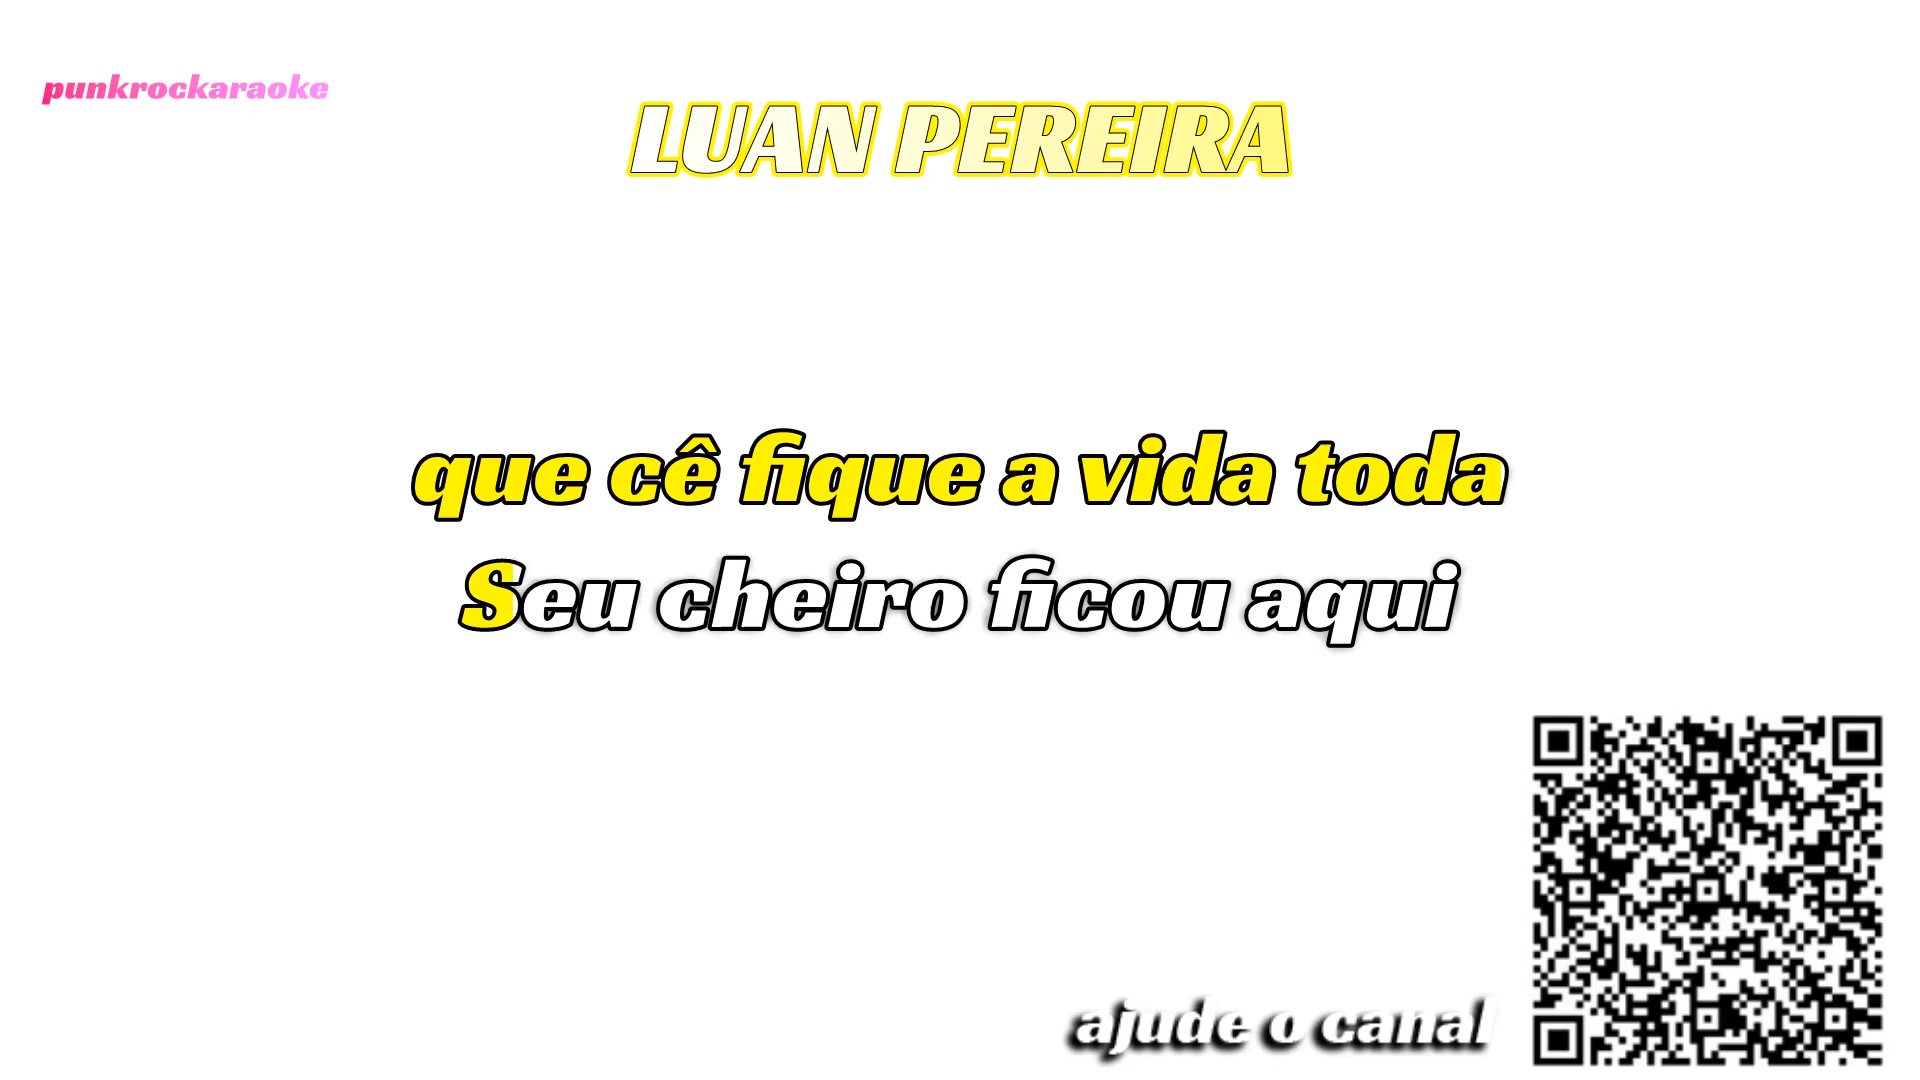 punkrockaraoke
LUAN PEREIRA
que cê fique a vida toda
Seu cheiro ficou aqui
ajude o canal